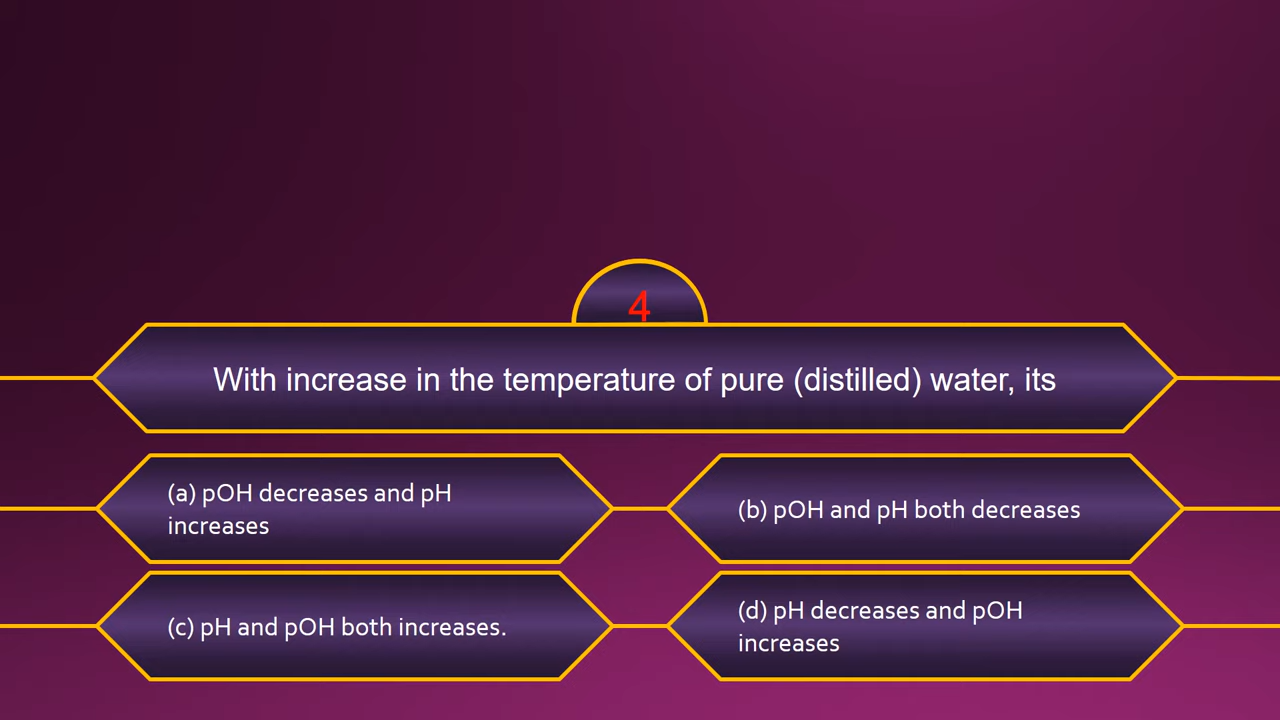 4
With increase in the temperature of pure (distilled) water, its
(a) pOH decreases and pH
increases
(b) pOH and pH both decreases
(c) pH and pOH both increases.
(d) pH decreases and pOH
increases